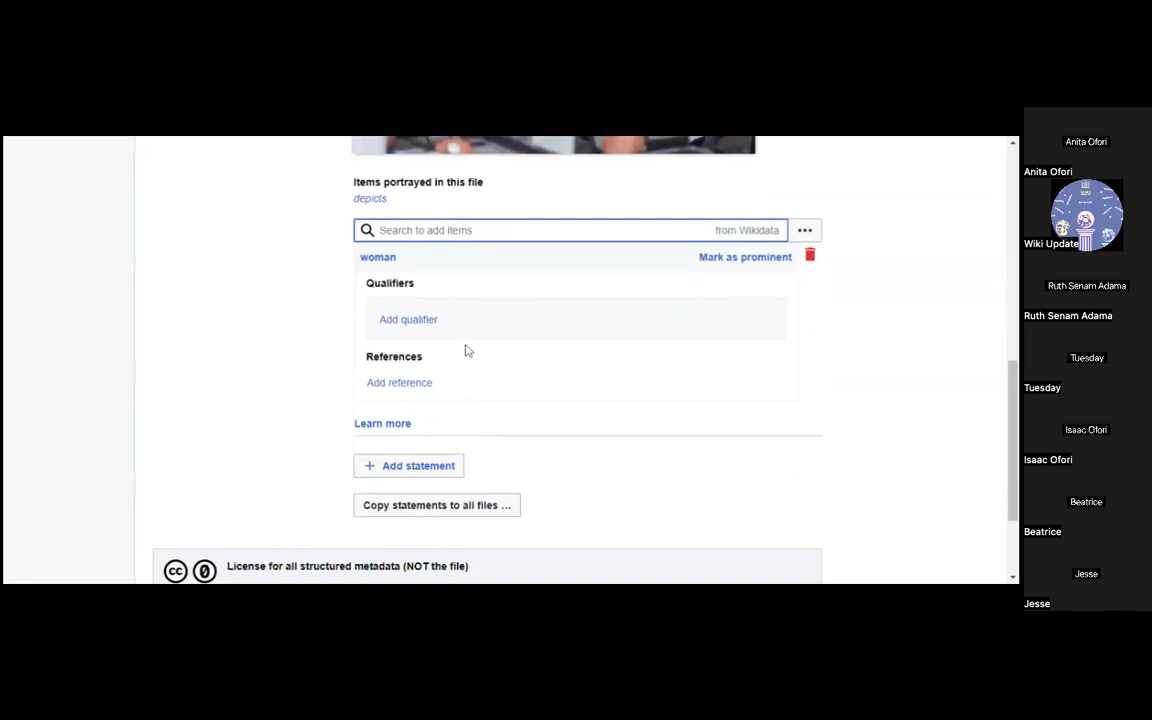 Items portrayed in this file
depicts
Search to add items from Wikidata
woman Mark as prominent
Qualifiers
Add qualifier
References
Add reference
Learn more
+ Add statement
Copy statements to all files ...
cc 0 License for all structured metadata (NOT the file)
Anita Ofori
Anita Ofori
Wiki Update
Ruth Senam Adama
Ruth Senam Adama
Tuesday
Tuesday
Isaac Ofori
Isaac Ofori
Beatrice
Beatrice
Jesse
Jesse